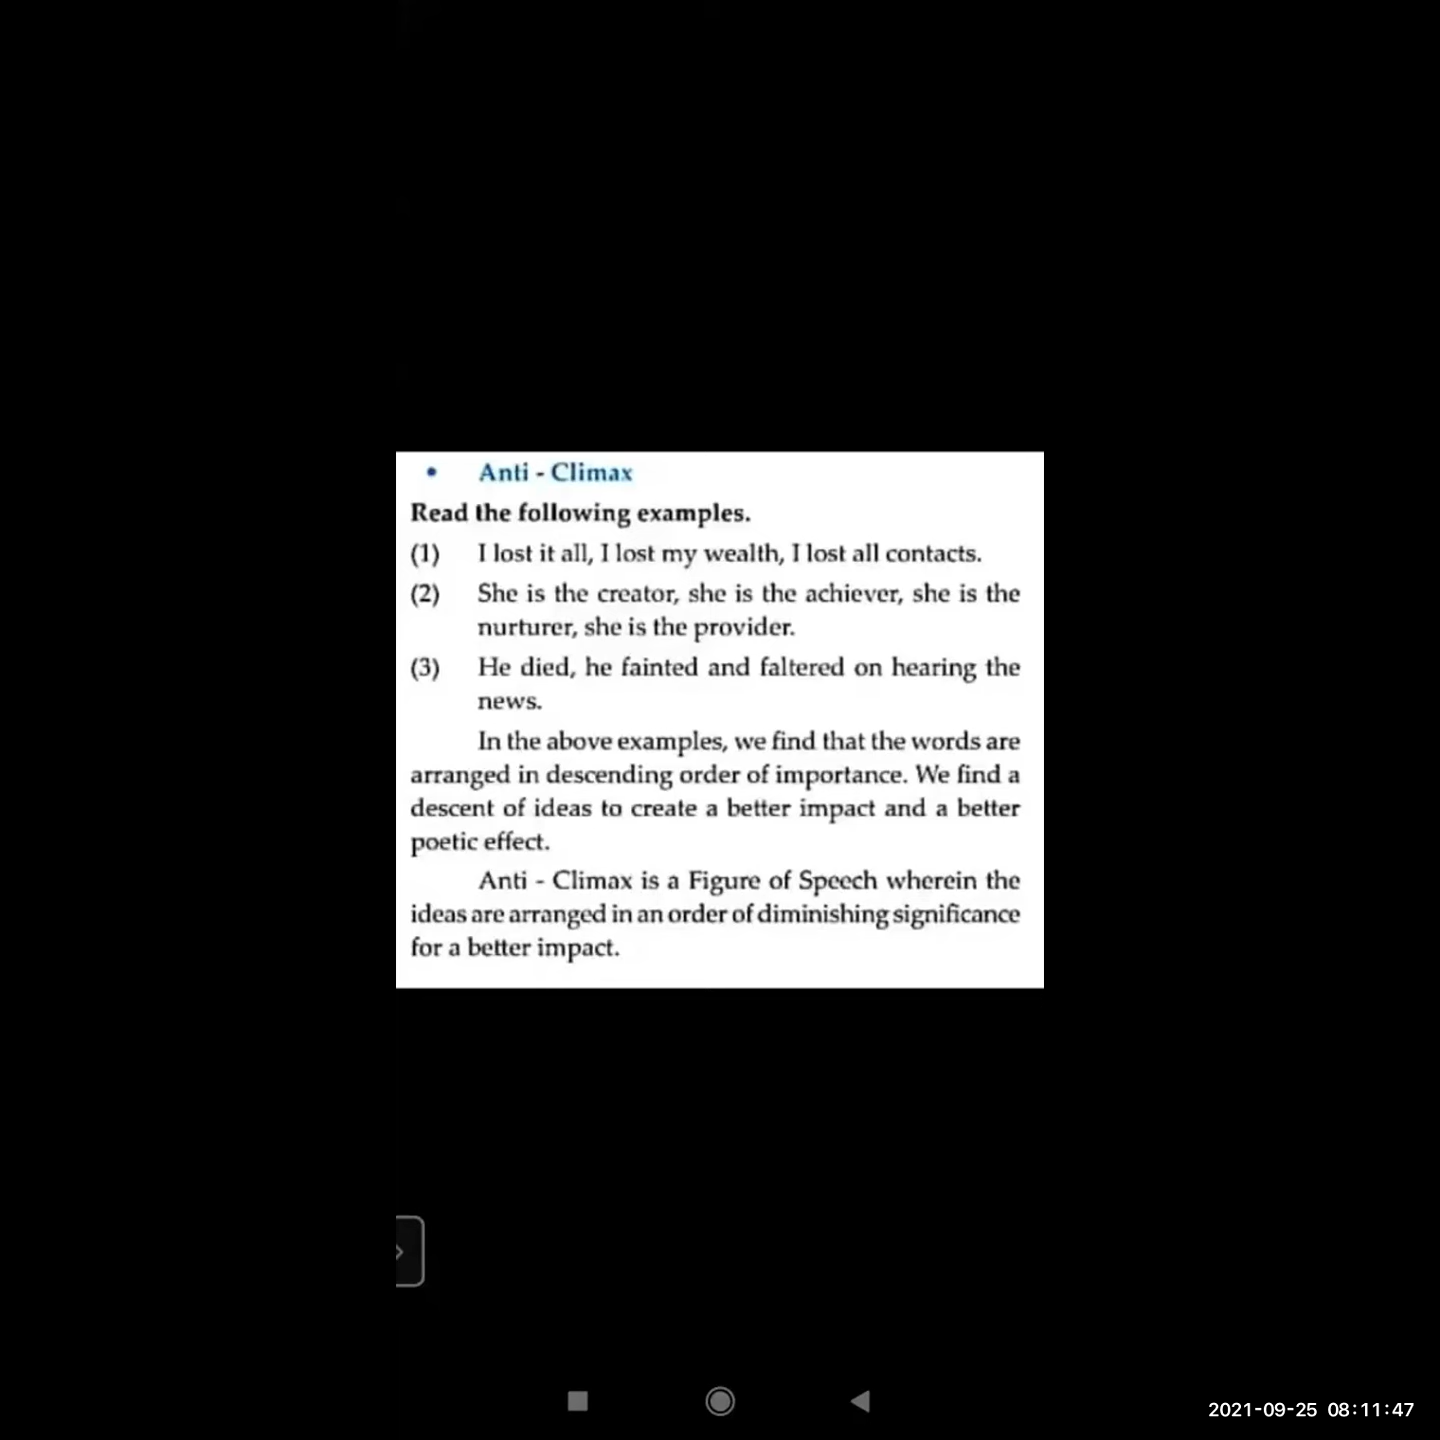 • Anti - Climax
Read the following examples.
(1) I lost it all, I lost my wealth, I lost all contacts.
(2) She is the creator, she is the achiever, she is the
nurturer, she is the provider.
(3) He died, he fainted and faltered on hearing the
news.
In the above examples, we find that the words are
arranged in descending order of importance. We find a
descent of ideas to create a better impact and a better
poetic effect.
Anti - Climax is a Figure of Speech wherein the
ideas are arranged in an order of diminishing significance
for a better impact.
2021-09-25 08:11:47